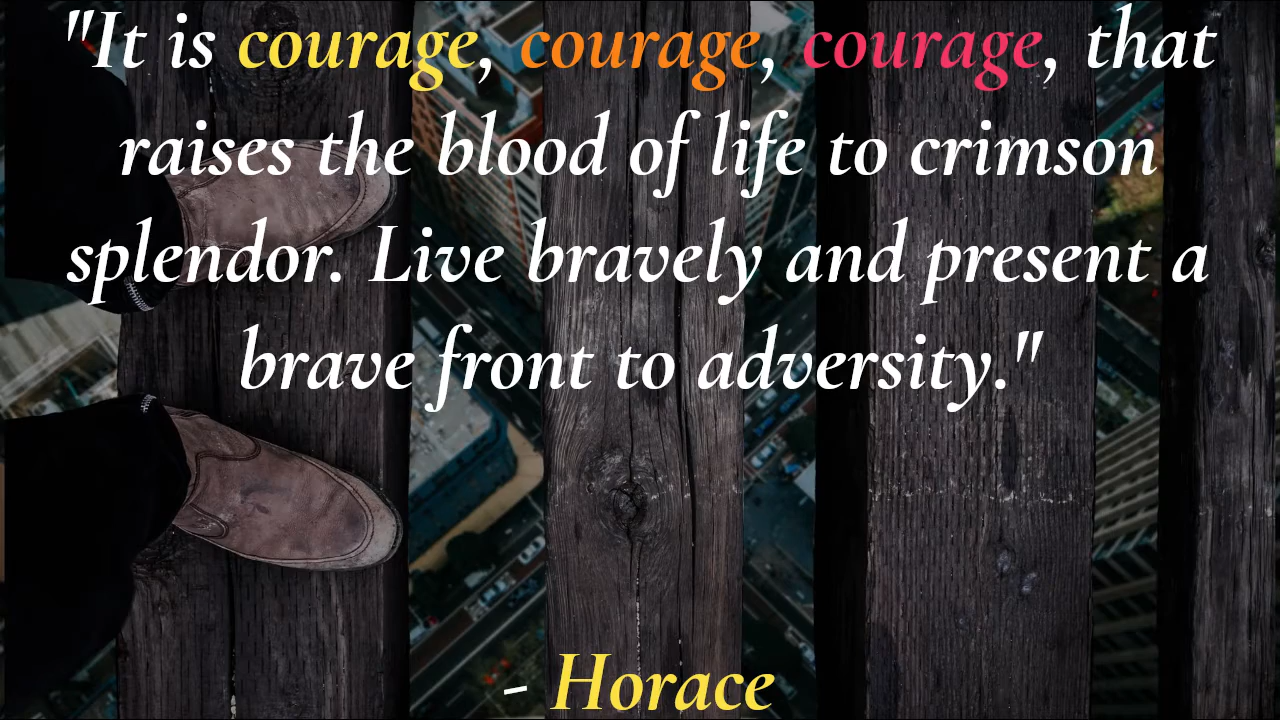 "It is courage, courage, courage, that
raises the blood of life to crimson
splendor. Live bravely and present a
brave front to adversity."
- Horace